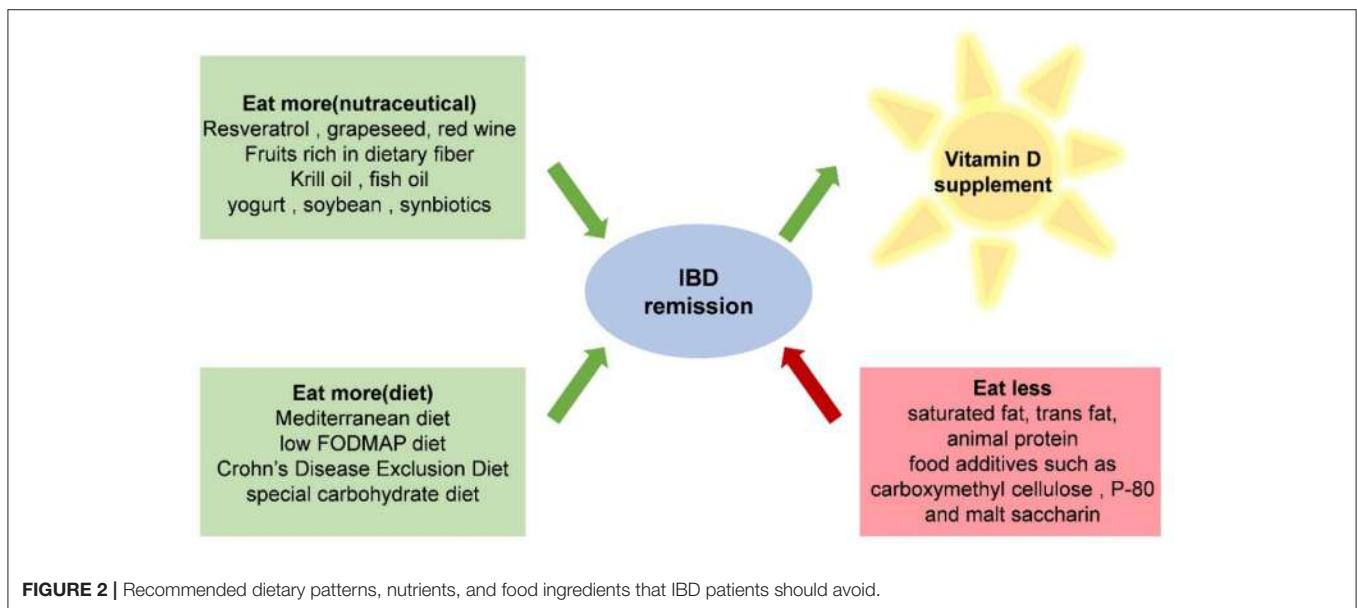 Eat more(nutraceutical)
Resveratrol , grapeseed, red wine
Fruits rich in dietary fiber
Krill oil , fish oil
yogurt , soybean , synbiotics
Vitamin D
supplement
IBD
remission
Eat more(diet)
Mediterranean diet
low FODMAP diet
Crohn's Disease Exclusion Diet
special carbohydrate diet
Eat less
saturated fat, trans fat,
animal protein
food additives such as
carboxymethyl cellulose , P-80
and malt saccharin
FIGURE 2 | Recommended dietary patterns, nutrients, and food ingredients that IBD patients should avoid.